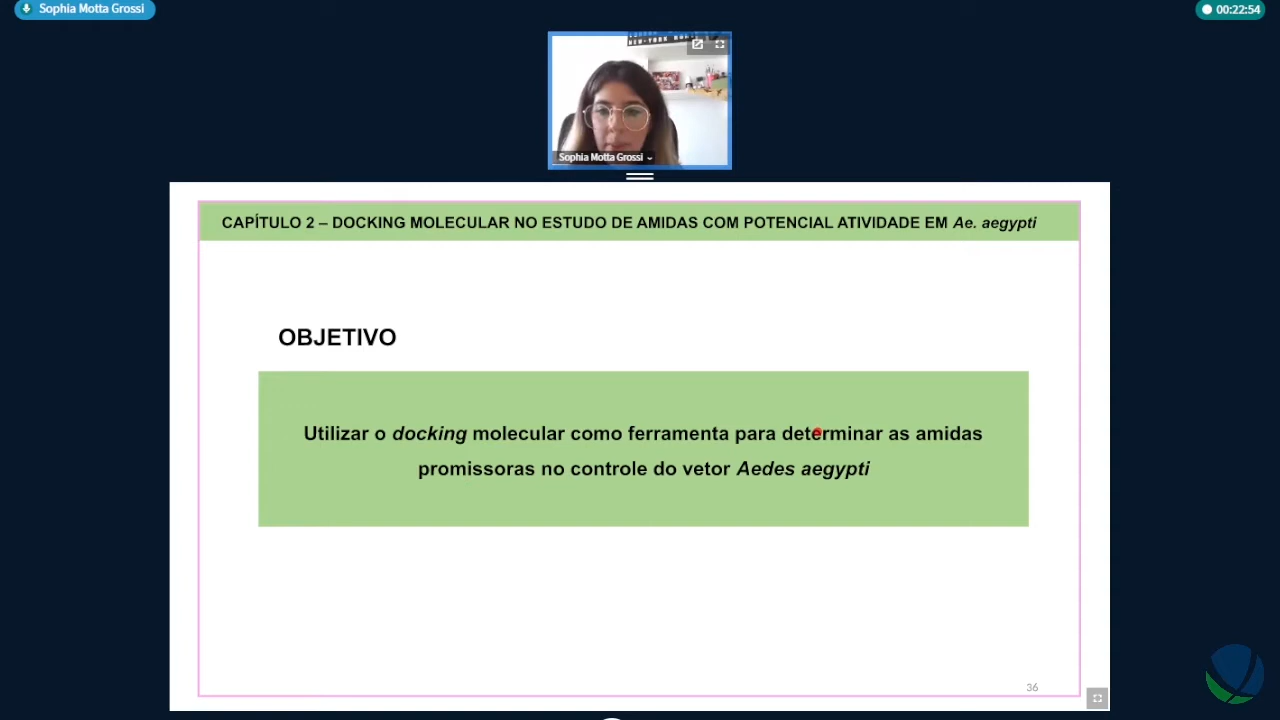 Sophia Motta Grossi
00:22:54
Sophia Motta Grossi
CAPÍTULO 2 – DOCKING MOLECULAR NO ESTUDO DE AMIDAS COM POTENCIAL ATIVIDADE EM Ae. aegypti
OBJETIVO
Utilizar o docking molecular como ferramenta para determinar as amidas
promissoras no controle do vetor Aedes aegypti
36